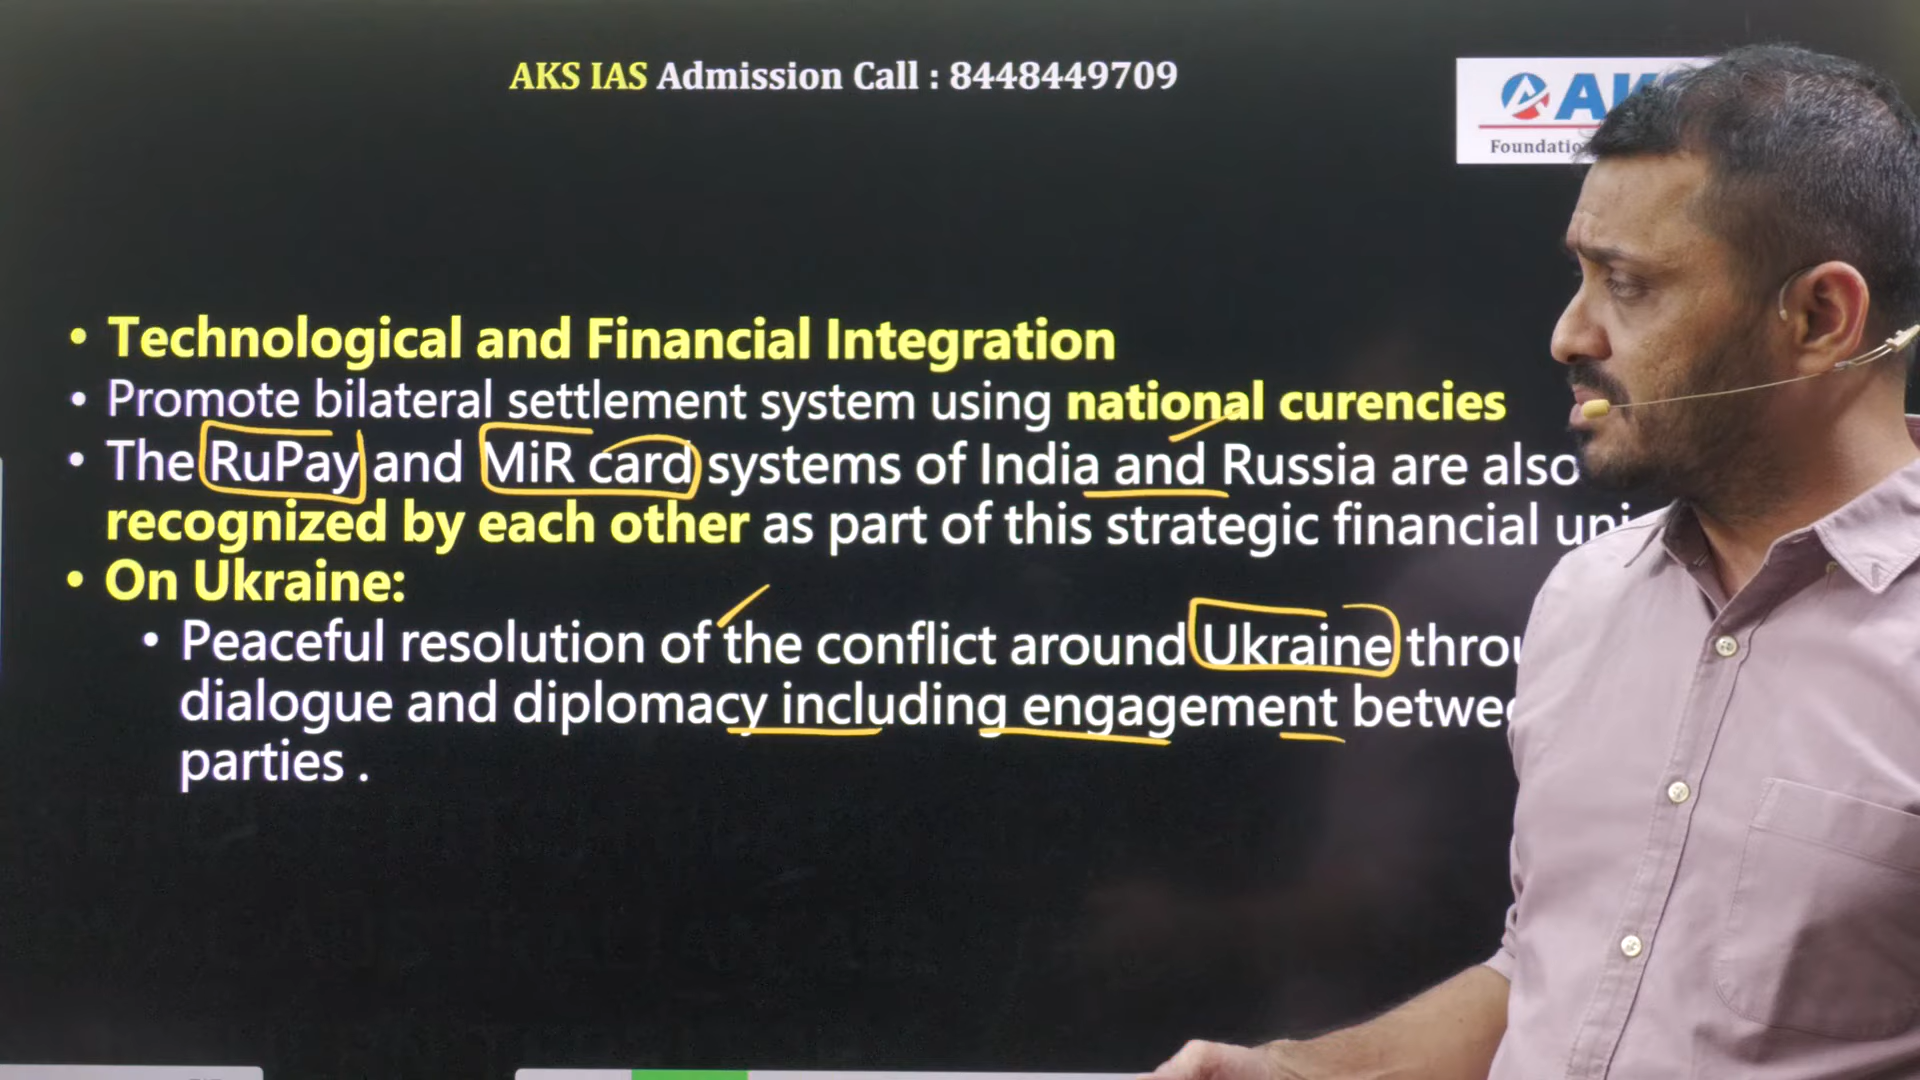 AKS IAS Admission Call : 8448449709
Foundatio
• Technological and Financial Integration
• Promote bilateral settlement system using national curencies
• The RuPay and MiR card systems of India and Russia are also
recognized by each other as part of this strategic financial
• On Ukraine:
• Peaceful resolution of the conflict around Ukraine
dialogue and diplomacy including engagement
parties .